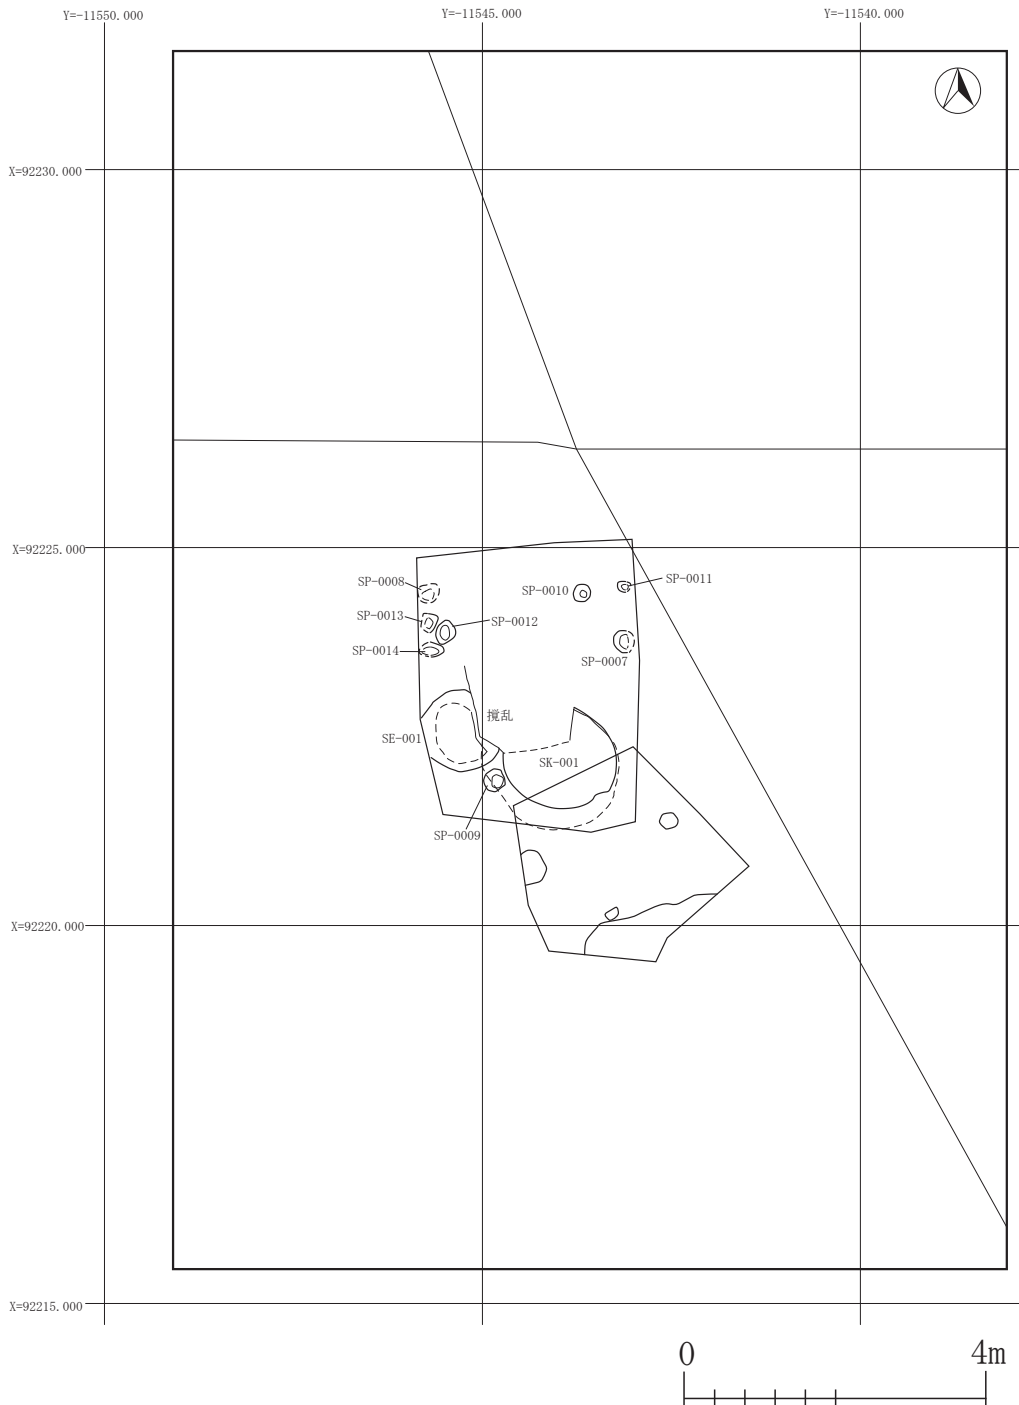 Y=-11550.000
Y=-11545.000
Y=-11540.000
X=92230.000
X=92225.000
SP-0008
SP-0010
SP-0011
SP-0013
SP-0012
SP-0014
SP-0007
撹乱
SE-001
SK-001
SP-0009
X=92220.000
X=92215.000
0
4m